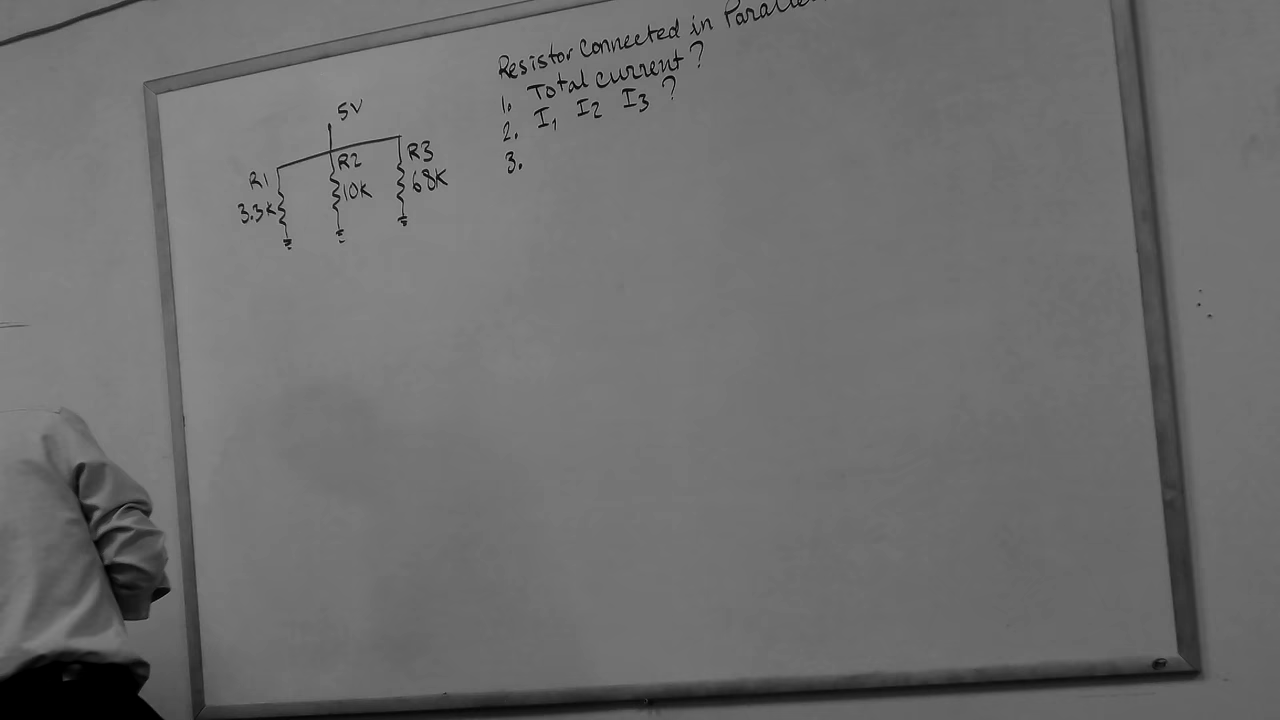 Resistor Connected in Parallel
1. Total current ?
2. I1 I2 I3 ?
3.
5V
R1
3.3K
R2
10K
R3
68K